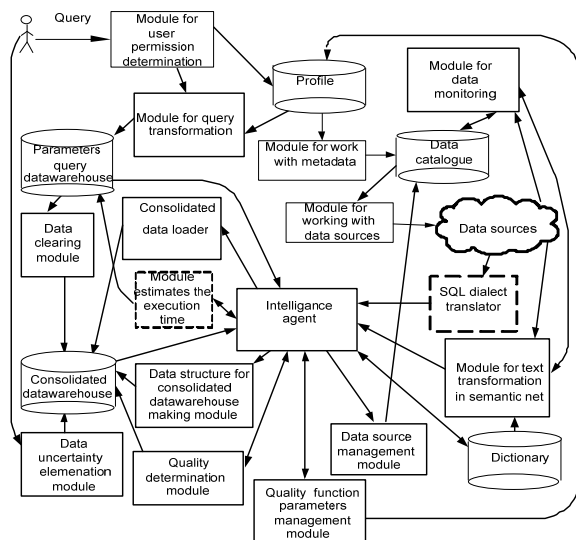 Query
Module for
user
permission
determination
Profile
Module for
data
monitoring
Module for query
transformation
Parameters
query
datawarehouse
Module for work
with metadata
Data
catalogue
Data
clearing
module
Consolidated
data loader
Module for
working with
data sources
Data sources
Module
estimates the
execution
time
Intelligance
agent
SQL dialect
translator
Consolidated
datawarehouse
Data structure for
consolidated
datawarehouse
making module
Module for text
transformation
in semantic net
Data
uncertainty
elemenation
module
Quality
determination
module
Data source
management
module
Dictionary
Quality function
parameters
management
module